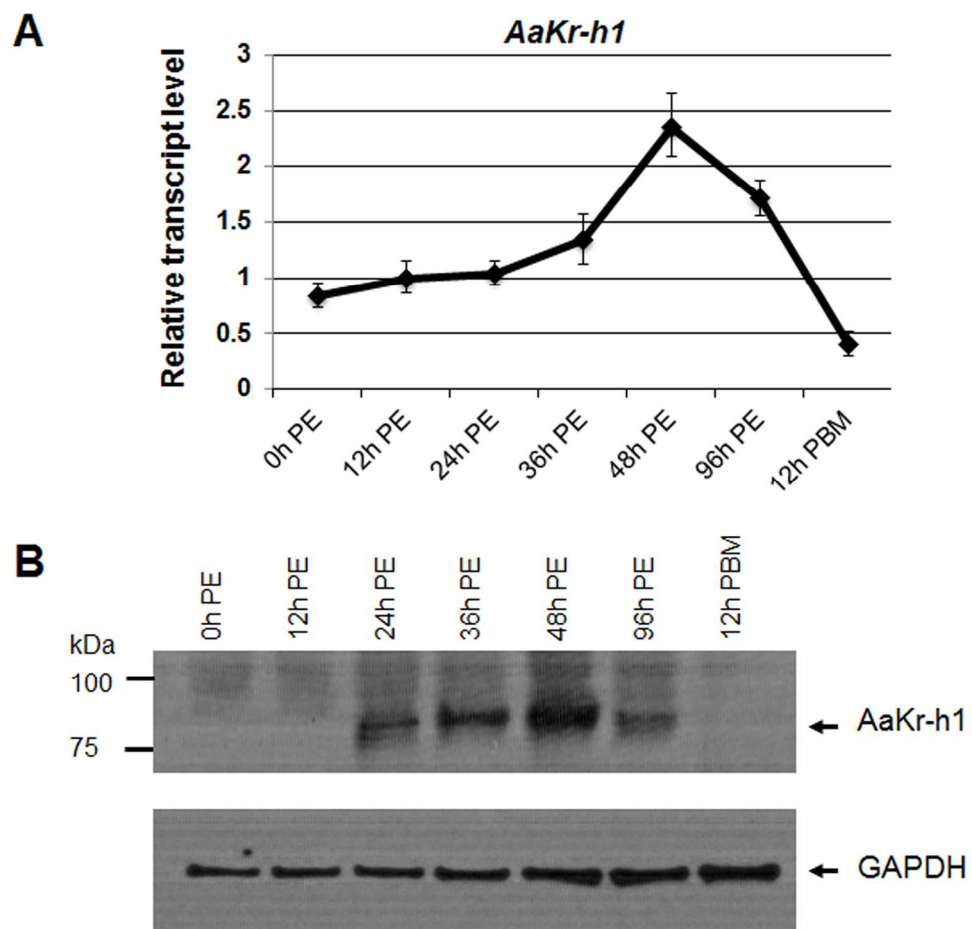 A
AaKr-h1
Relative transcript level
3
2.5
2
1.5
1
0.5
0
0h PE
12h PE
24h PE
36h PE
48h PE
96h PE
12h PBM
B
0h PE
12h PE
24h PE
36h PE
48h PE
96h PE
12h PBM
kDa
100
75
AaKr-h1
GAPDH